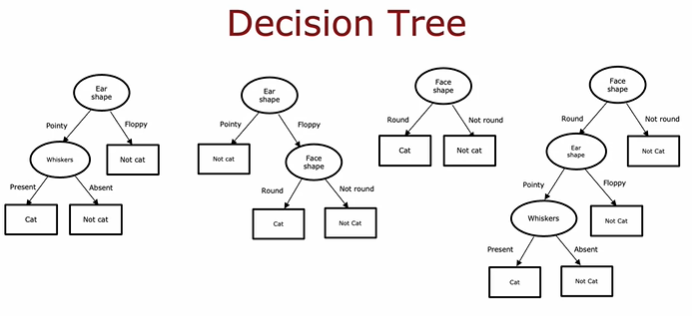 Decision Tree
Ear
shape
Pointy
Floppy
Whiskers
Not cat
Present
Absent
Cat
Not cat
Ear
shape
Pointy
Floppy
Not cat
Face
shape
Round
Not round
Cat
Not Cat
Face
shape
Round
Not round
Cat
Not cat
Face
shape
Round
Not round
Ear
shape
Not Cat
Pointy
Floppy
Whiskers
Not Cat
Present
Absent
Cat
Not Cat